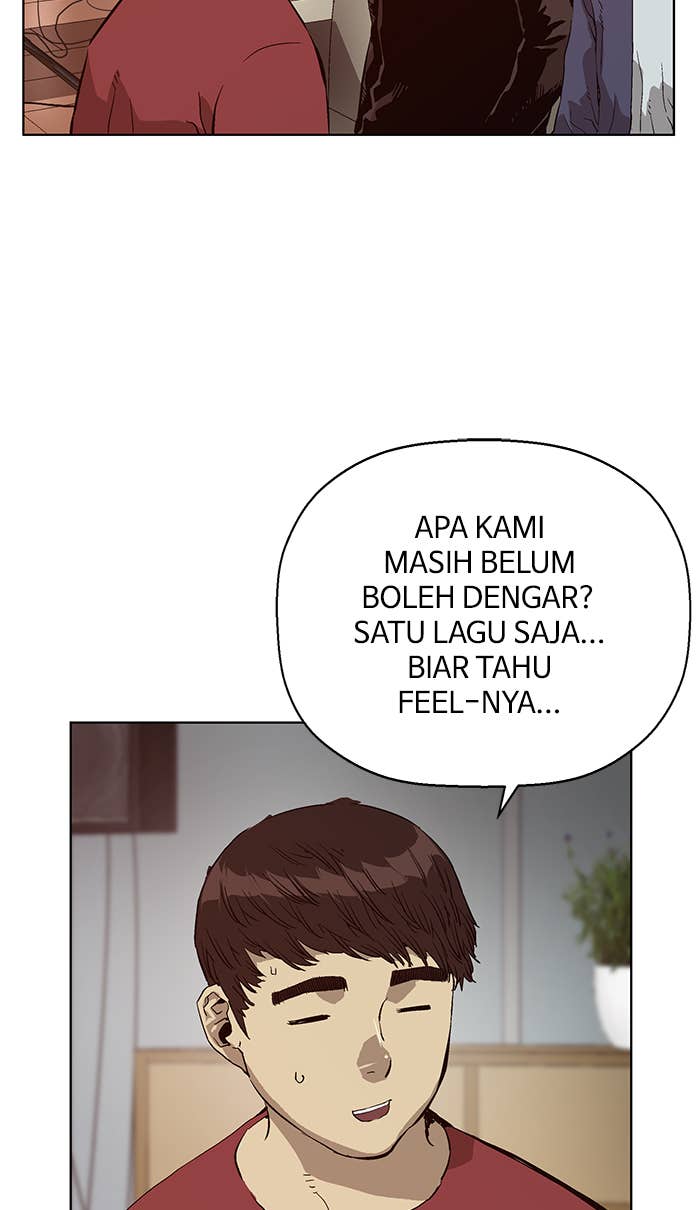 APA KAMI
MASIH BELUM
BOLEH DENGAR?
SATU LAGU SAJA...
BIAR TAHU
FEEL-NYA...